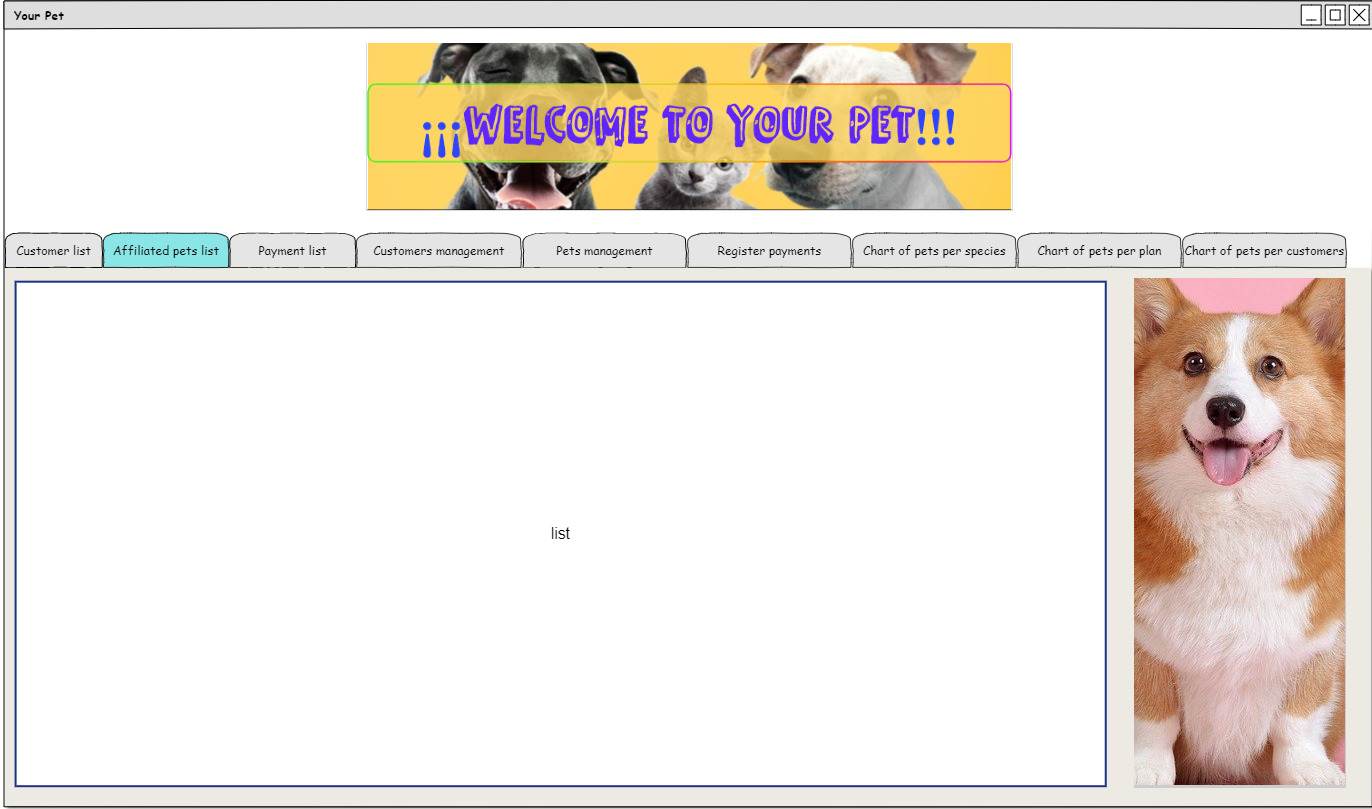 Your Pet
¡¡¡WELCOME TO YOUR PET!!!
Customer list
Affiliated pets list
Payment list
Customers management
Pets management
Register payments
Chart of pets per species
Chart of pets per plan
Chart of pets per customers
list